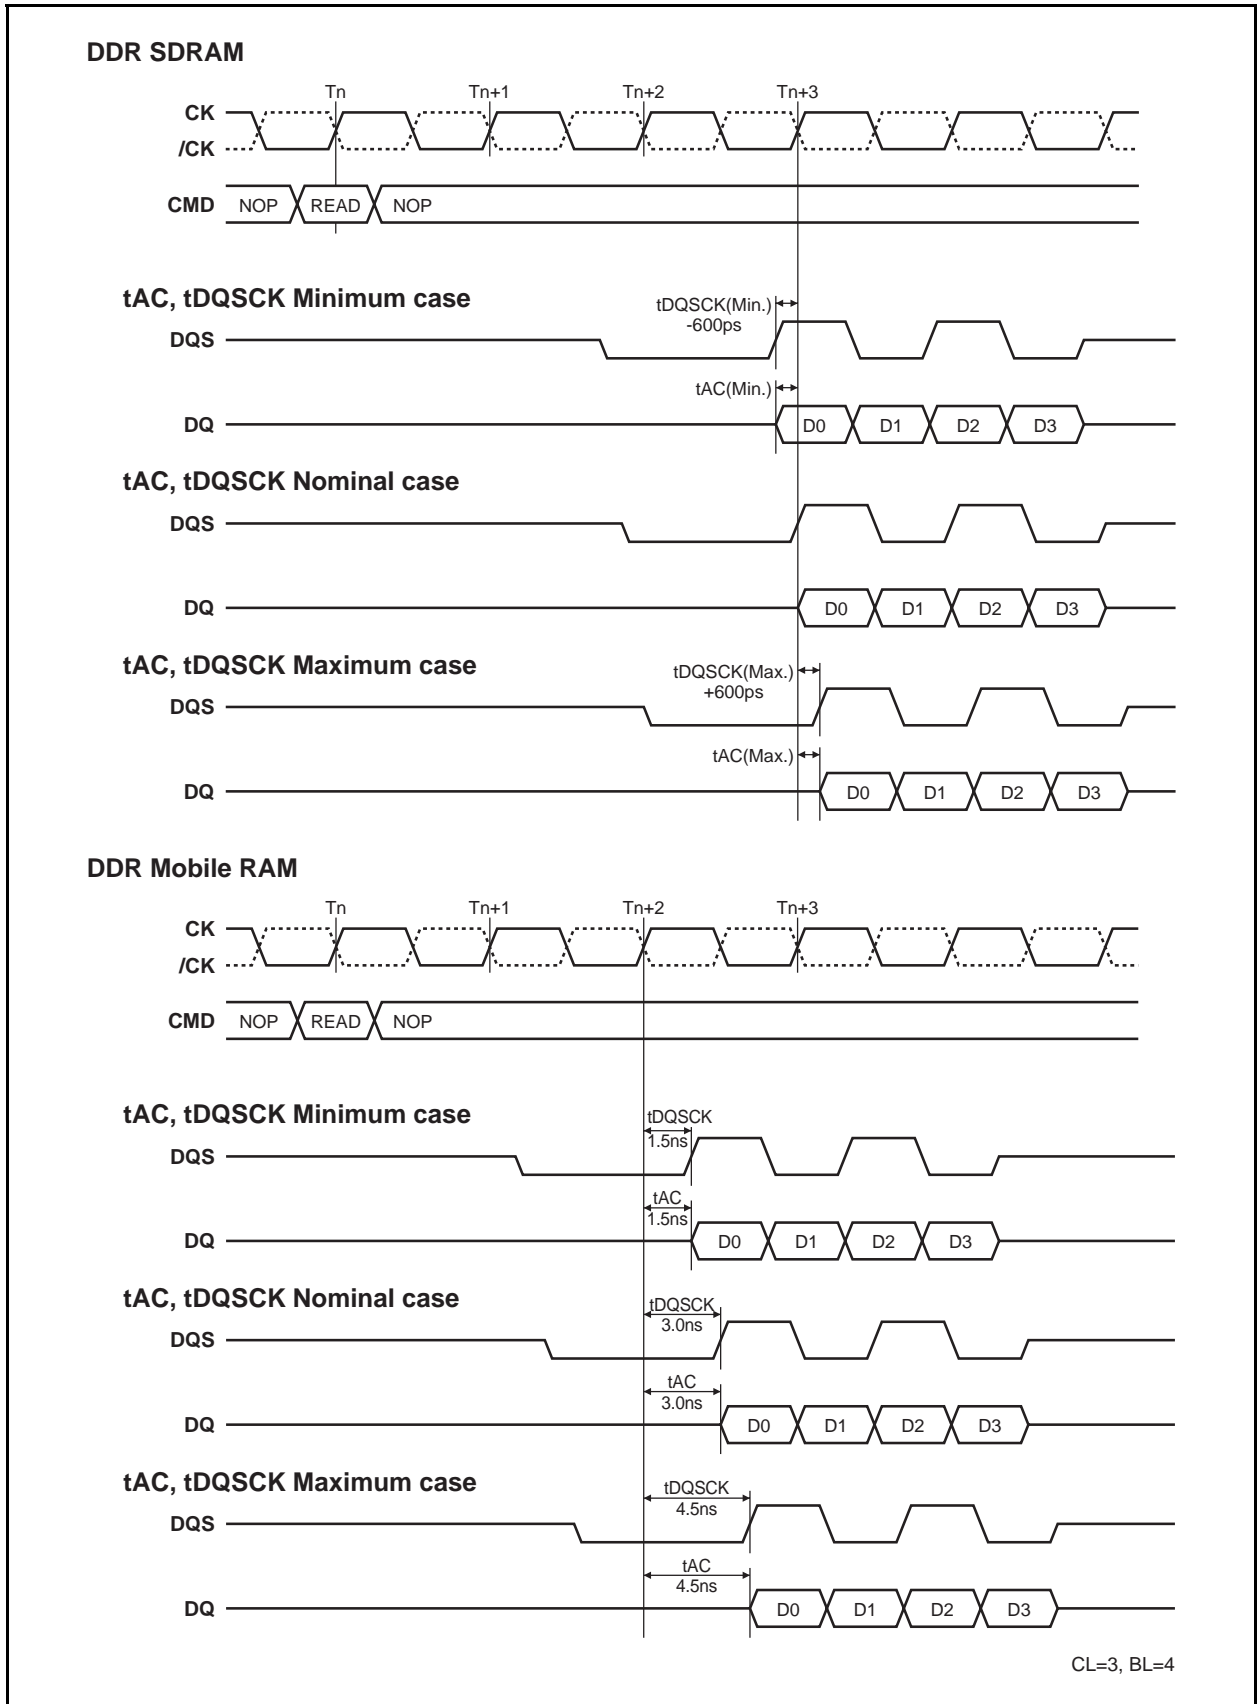 DDR SDRAM
Tn Tn+1 Tn+2 Tn+3
CK
/CK
CMD NOP READ NOP
tAC, tDQSCK Minimum case
tDQSCK(Min.)
-600ps
DQS
tAC(Min.)
DQ D0 D1 D2 D3
tAC, tDQSCK Nominal case
DQS
DQ D0 D1 D2 D3
tAC, tDQSCK Maximum case
tDQSCK(Max.)
+600ps
DQS
tAC(Max.)
DQ D0 D1 D2 D3
DDR Mobile RAM
Tn Tn+1 Tn+2 Tn+3
CK
/CK
CMD NOP READ NOP
tAC, tDQSCK Minimum case
tDQSCK
1.5ns
DQS
tAC
1.5ns
DQ D0 D1 D2 D3
tAC, tDQSCK Nominal case
tDQSCK
3.0ns
DQS
tAC
3.0ns
DQ D0 D1 D2 D3
tAC, tDQSCK Maximum case
tDQSCK
4.5ns
DQS
tAC
4.5ns
DQ D0 D1 D2 D3
CL=3, BL=4